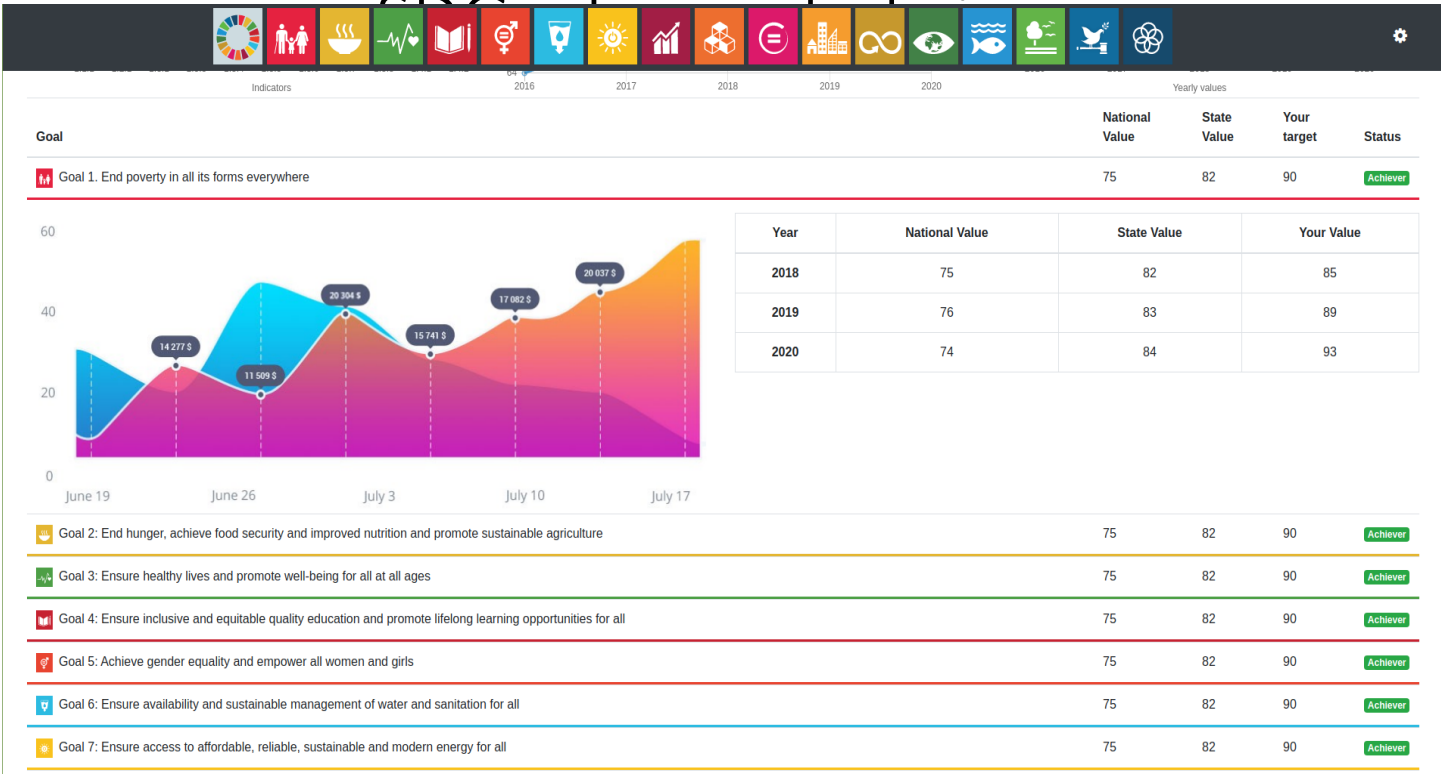 64
2016 2017 2018 2019 2020
Indicators
Yearly values
Goal National Value State Value Your target Status
Goal 1. End poverty in all its forms everywhere 75 82 90 Achiever
60
40
20
0
14 277 $
11 509 $
20 304 $
15 741 $
17 082 $
20 037 $
June 19 June 26 July 3 July 10 July 17
Year National Value State Value Your Value
2018 75 82 85
2019 76 83 89
2020 74 84 93
Goal 2: End hunger, achieve food security and improved nutrition and promote sustainable agriculture 75 82 90 Achiever
Goal 3: Ensure healthy lives and promote well-being for all at all ages 75 82 90 Achiever
Goal 4: Ensure inclusive and equitable quality education and promote lifelong learning opportunities for all 75 82 90 Achiever
Goal 5: Achieve gender equality and empower all women and girls 75 82 90 Achiever
Goal 6: Ensure availability and sustainable management of water and sanitation for all 75 82 90 Achiever
Goal 7: Ensure access to affordable, reliable, sustainable and modern energy for all 75 82 90 Achiever